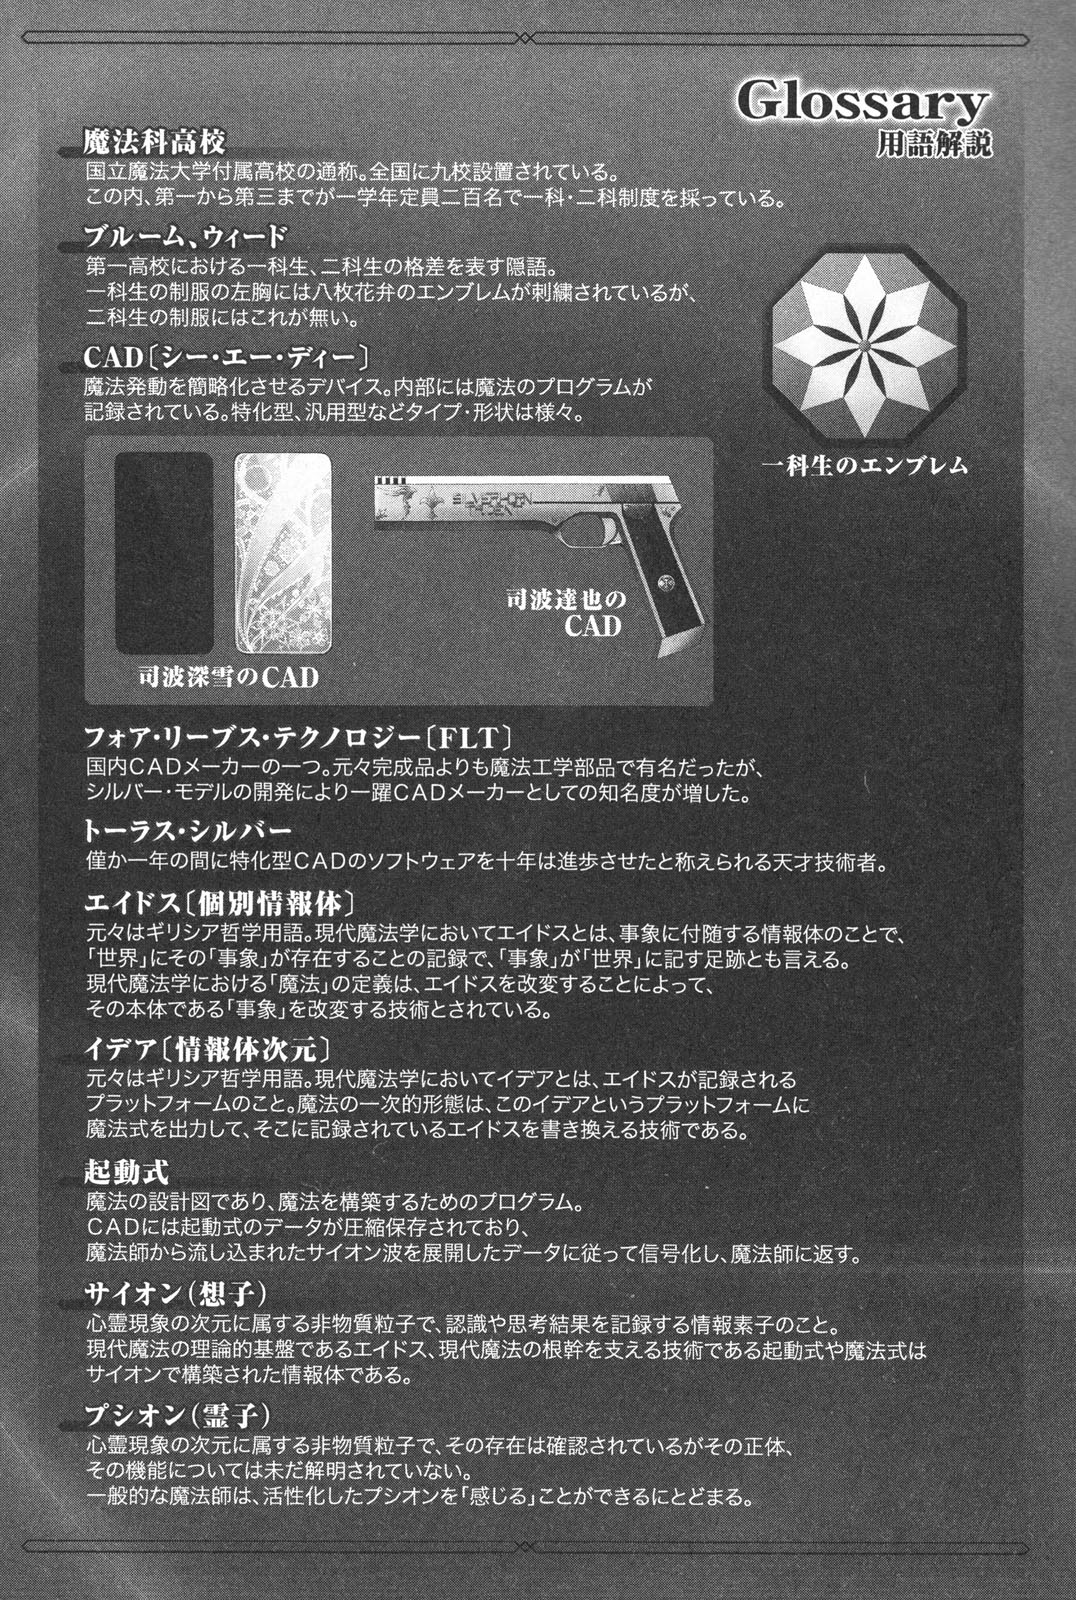 Glossary
用語解説
魔法科高校
国立魔法大学付属高校の通称。全国に九校設置されている。
この内、第一から第三までが一学年定員二百名で一科・二科制度を採っている。
ブルーム、ウィード
第一高校における一科生、二科生の格差を表す隠語。
一科生の制服の左胸には八枚花弁のエンブレムが刺繍されているが、
二科生の制服にはこれが無い。
一科生のエンブレム
CAD〔シー・エー・ディー〕
魔法発動を簡略化させるデバイス。内部には魔法のプログラムが
記録されている。特化型、汎用型などタイプ・形状は様々。
SILVERHORN
司波深雪のCAD
司波達也の
CAD
フォア・リーブス・テクノロジー〔FLT〕
国内CADメーカーの一つ。元々完成品よりも魔法工学部品で有名だったが、
シルバー・モデルの開発により一躍CADメーカーとしての知名度が増した。
トーラス・シルバー
僅か一年の間に特化型CADのソフトウェアを十年は進歩させたと称えられる天才技術者。
エイドス〔個別情報体〕
元々はギリシア哲学用語。現代魔法学においてエイドスとは、事象に付随する情報体のことで、
「世界」にその「事象」が存在することの記録で、「事象」が「世界」に記す足跡とも言える。
現代魔法学における「魔法」の定義は、エイドスを改変することによって、
その本体である「事象」を改変する技術とされている。
イデア〔情報体次元〕
元々はギリシア哲学用語。現代魔法学においてイデアとは、エイドスが記録される
プラットフォームのこと。魔法の一次的形態は、このイデアというプラットフォームに
魔法式を出力して、そこに記録されているエイドスを書き換える技術である。
起動式
魔法の設計図であり、魔法を構築するためのプログラム。
CADには起動式のデータが圧縮保存されており、
魔法師から流し込まれたサイオン波を展開したデータに従って信号化し、魔法師に返す。
サイオン(想子)
心霊現象の次元に属する非物質粒子で、認識や思考結果を記録する情報素子のこと。
現代魔法の理論的基盤であるエイドス、現代魔法の根幹を支える技術である起動式や魔法式は
サイオンで構築された情報体である。
プシオン(霊子)
心霊現象の次元に属する非物質粒子で、その存在は確認されているがその正体、
その機能については未だ解明されていない。
一般的な魔法師は、活性化したプシオンを「感じる」ことができるにとどまる。